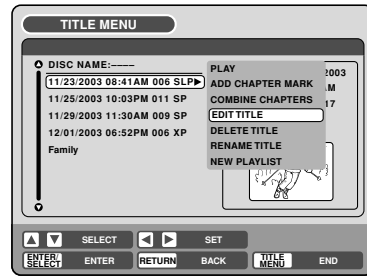 TITLE MENU
DISC NAME:----
11/23/2003 08:41AM 006 SLP
11/25/2003 10:03PM 011 SP
11/29/2003 11:30AM 009 SP
12/01/2003 06:52PM 006 XP
Family
PLAY
ADD CHAPTER MARK
COMBINE CHAPTERS
EDIT TITLE
DELETE TITLE
RENAME TITLE
NEW PLAYLIST
2003
M
17
SELECT SET
ENTER/SELECT ENTER RETURN BACK TITLE MENU END